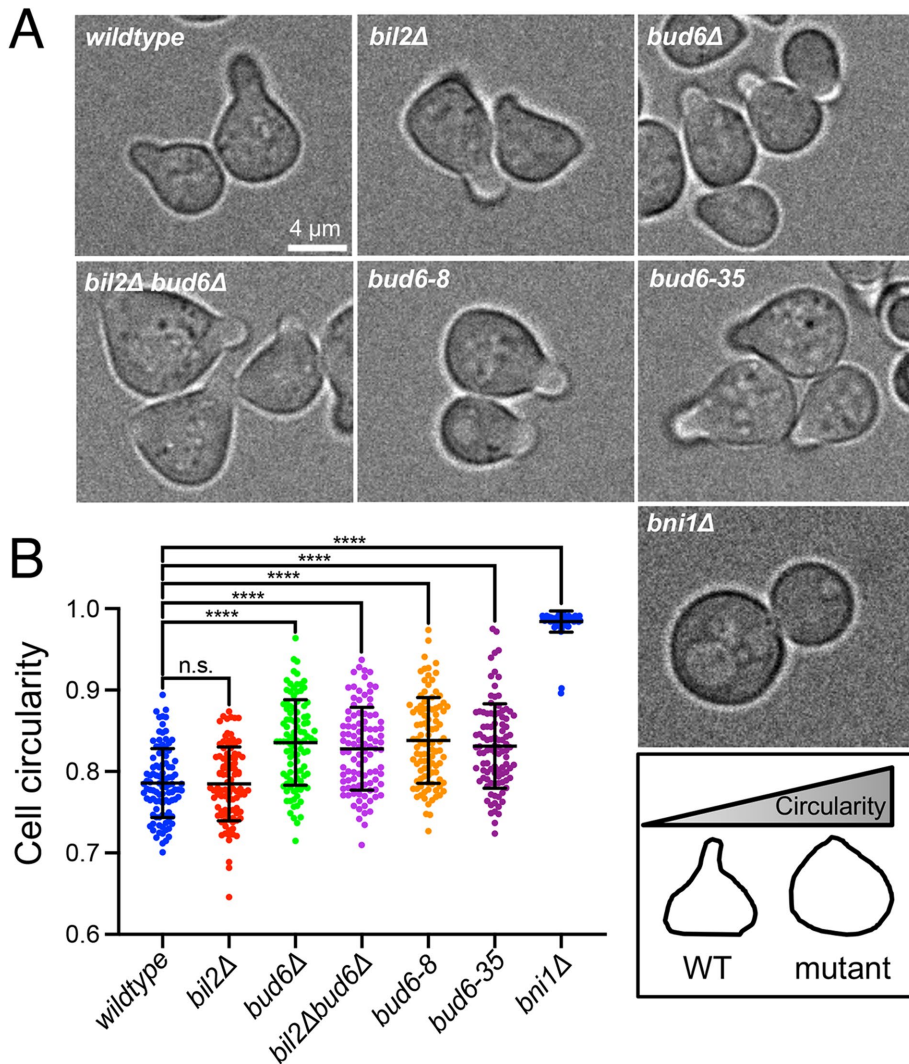 A
wildtype
bil2Δ
bud6Δ
4 μm
bil2Δ bud6Δ
bud6-8
bud6-35
bni1Δ
B
****
****
****
****
****
n.s.
Cell circularity
1.0
0.9
0.8
0.7
0.6
wildtype
bil2Δ
bud6Δ
bil2Δbud6Δ
bud6-8
bud6-35
bni1Δ
Circularity
WT
mutant